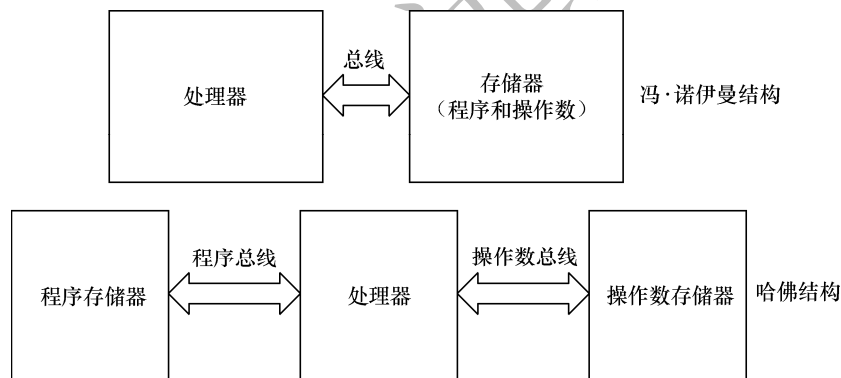 总线
处理器
存储器
（程序和操作数）
冯·诺伊曼结构
程序总线
操作数总线
程序存储器
处理器
操作数存储器
哈佛结构